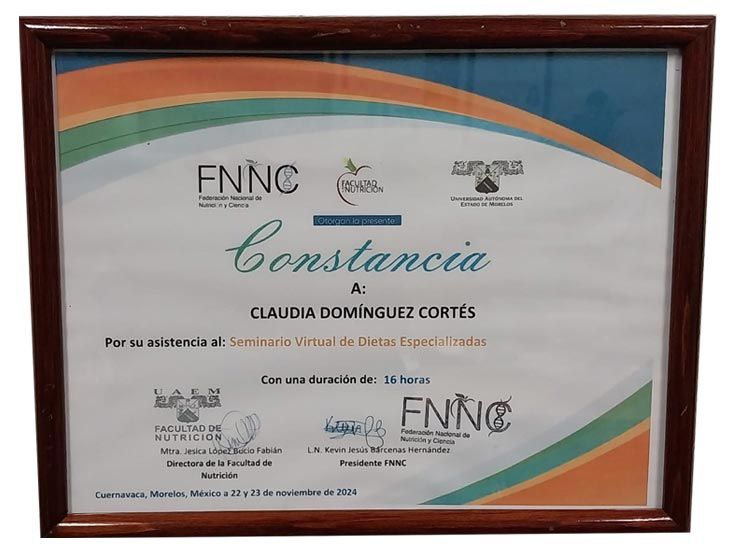 FNNC
Federación Nacional de
Nutrición y Ciencia
FACULTAD
DE NUTRICIÓN
UNIVERSIDAD AUTÓNOMA DEL
ESTADO DE MORELOS
Otorgan la presente
Constancia
A:
CLAUDIA DOMÍNGUEZ CORTÉS
Por su asistencia al: Seminario Virtual de Dietas Especializadas
Con una duración de: 16 horas
UAEM
FACULTAD DE
NUTRICIÓN
FNNC
Federación Nacional de
Nutrición y Ciencia
Mtra. Jesica López Bucio Fabián
Directora de la Facultad de
Nutrición
L.N. Kevin Jesús Bárcenas Hernández
Presidente FNNC
Cuernavaca, Morelos, México a 22 y 23 de noviembre de 2024